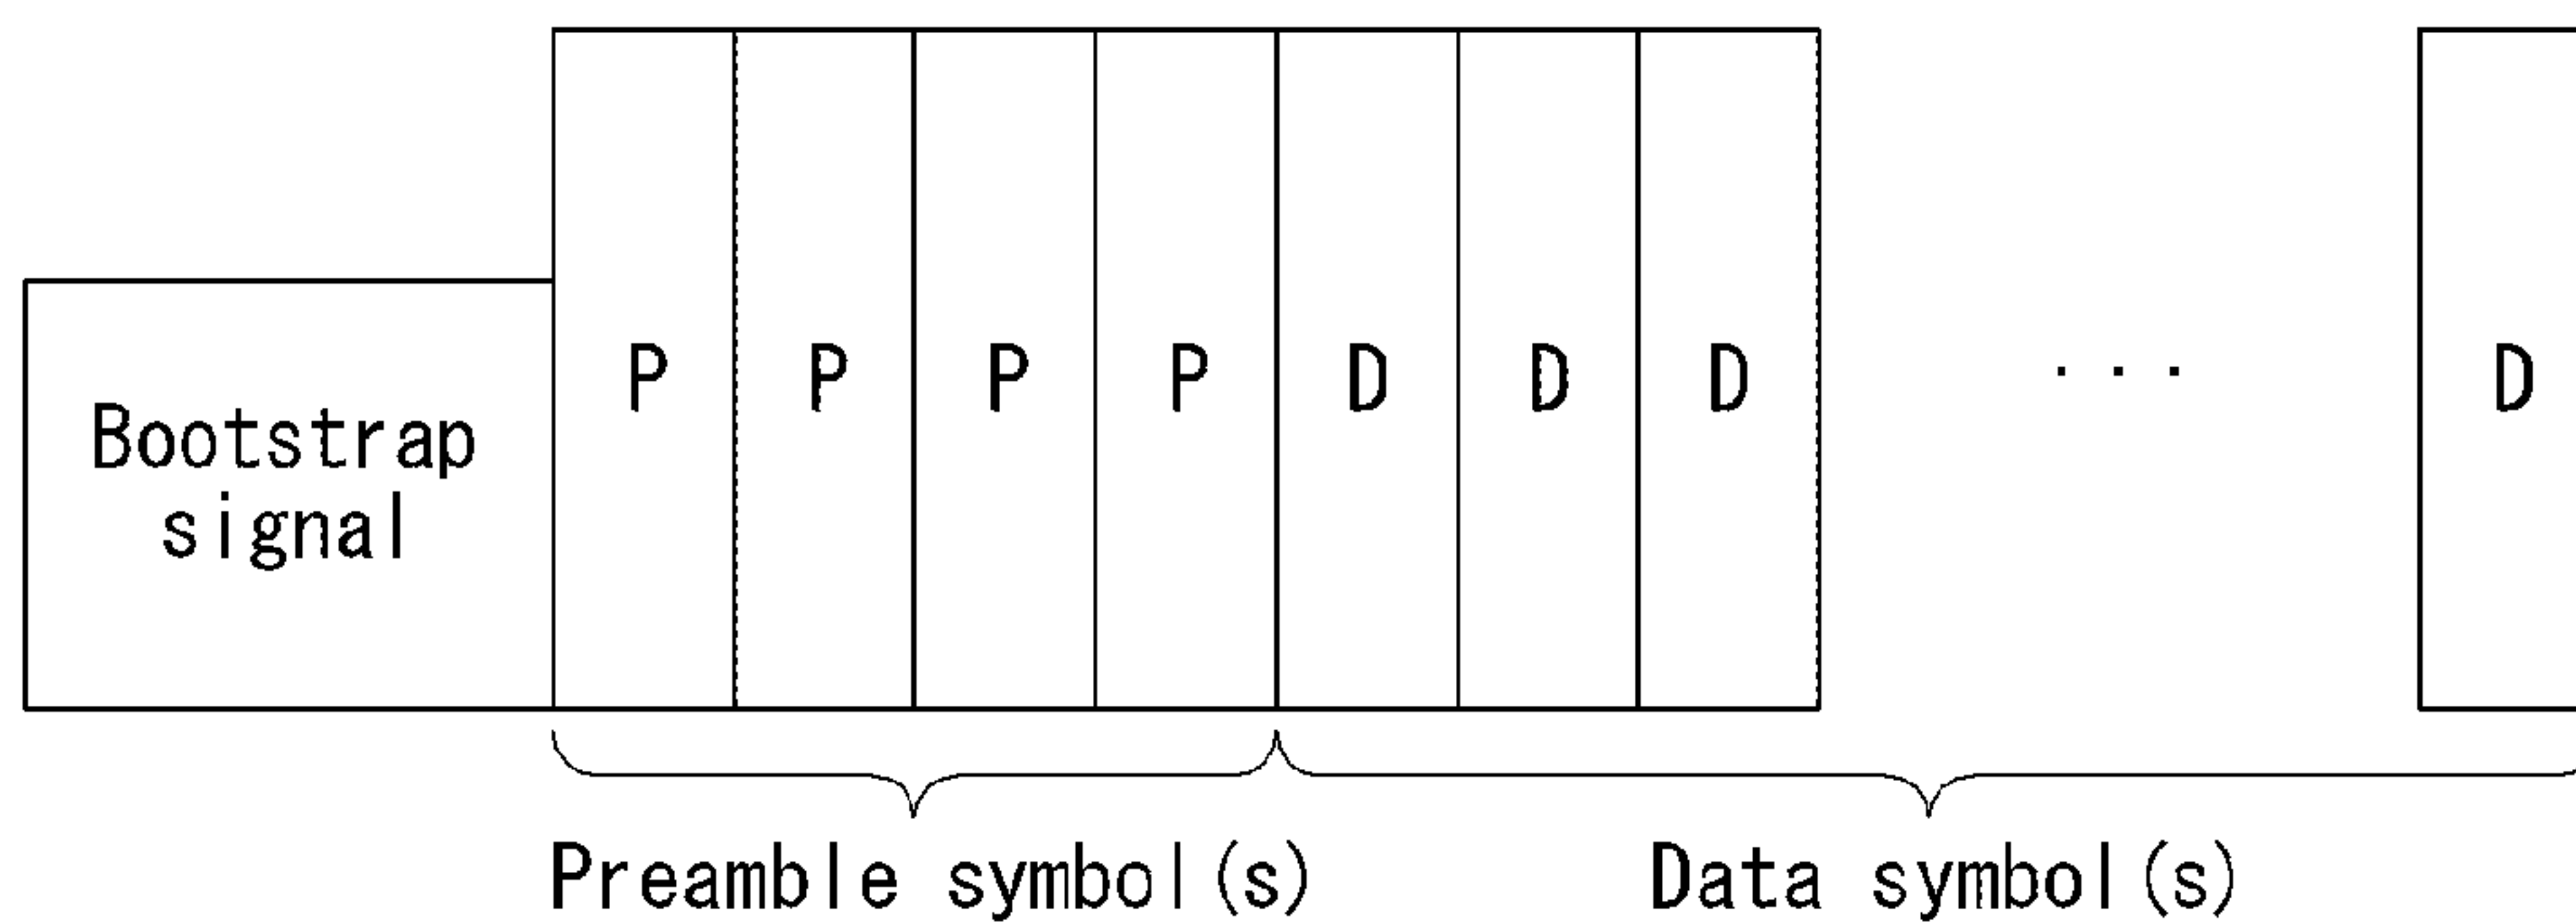 P P P P D D D . . . D
Bootstrap
signal
Preamble symbol(s) Data symbol(s)